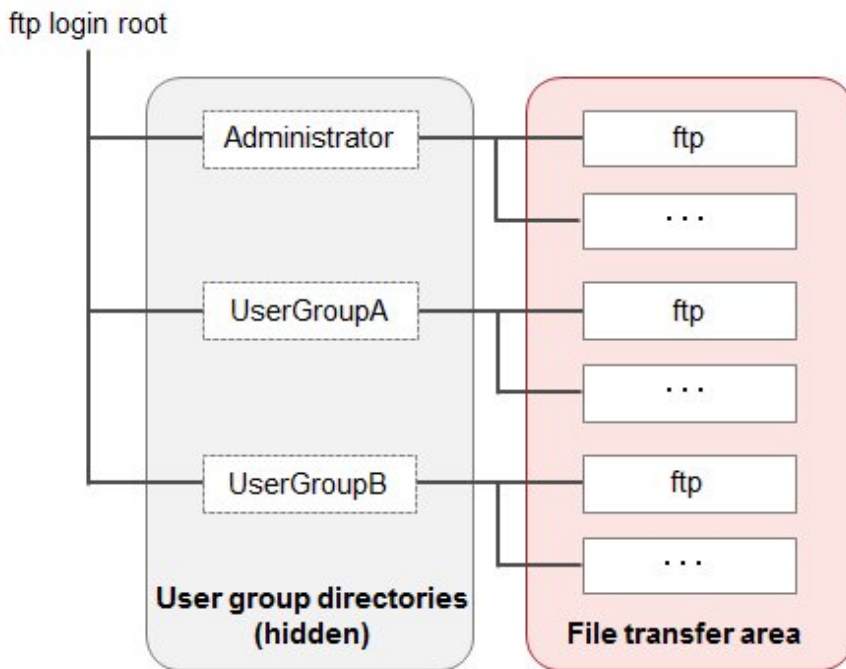 ftp login root
Administrator
ftp
...
UserGroupA
ftp
...
UserGroupB
ftp
...
User group directories
(hidden)
File transfer area